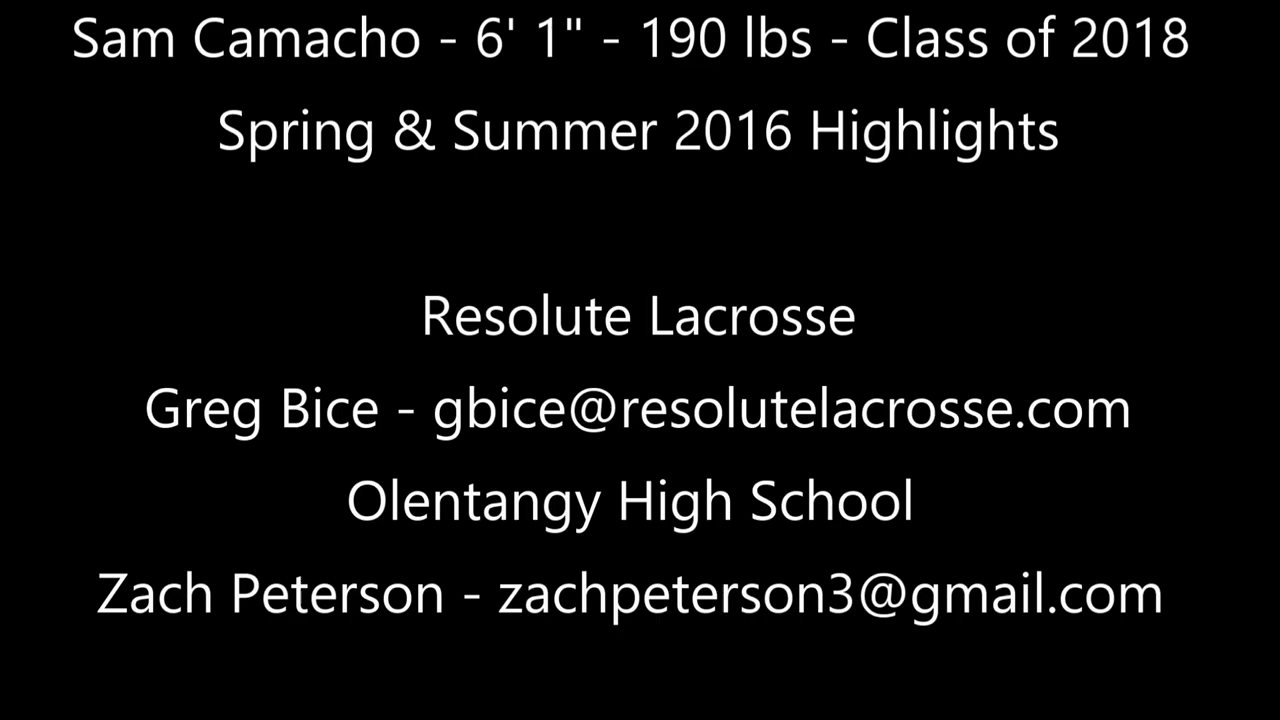 Sam Camacho - 6' 1" - 190 lbs - Class of 2018
Spring & Summer 2016 Highlights
Resolute Lacrosse
Greg Bice - gbice@resolutelacrosse.com
Olentangy High School
Zach Peterson - zachpeterson3@gmail.com